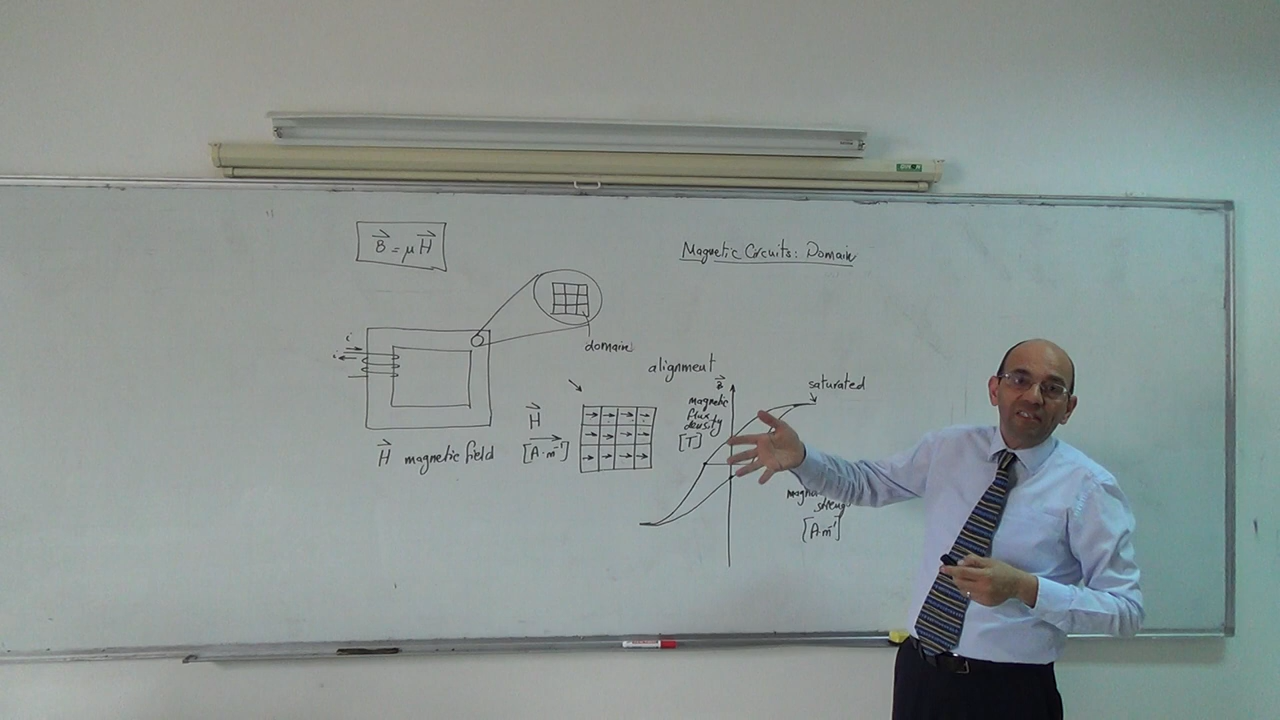 B⃗ = μH⃗
Magnetic Circuits: Domain
domain
i
i
alignment
B⃗
saturated
magnetic
flux
density
[T]
H⃗
[A·m⁻¹]
H⃗ magnetic field
[A·m⁻¹]